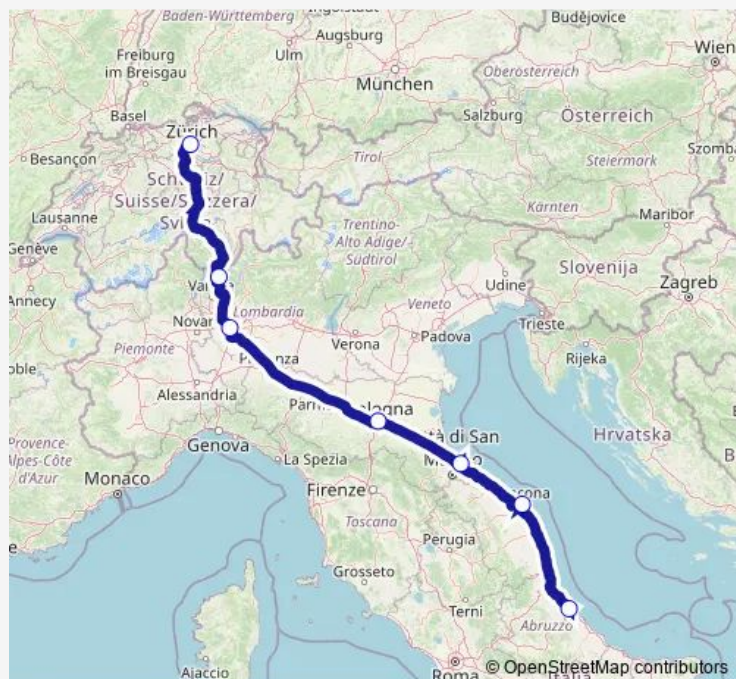 Baden-Württemberg
Augsburg
Ulm
Budějovice
Wien
Freiburg
im Breisgau
München
Oberösterreich
Basel
Zürich
Salzburg
Österreich
Besançon
Tirol
Steiermark
Szomba
Suisse/
Kärnten
Maribor
Lausanne
Trentino-
Alto Adige/
Südtirol
Genève
Slovenija
Udine
Zagreb
Annecy
Lombardia
Veneto
Trieste
Verona
Padova
Rijeka
Piemonte
Alessandria
Genova
Hrvatska
Provence-
Alpes-Côte
d'Azur
La Spezia
Monaco
Firenze
Toscana
Perugia
Grosseto
Terni
Abruzzo
Ajaccio
Roma
© OpenStreetMap contributors